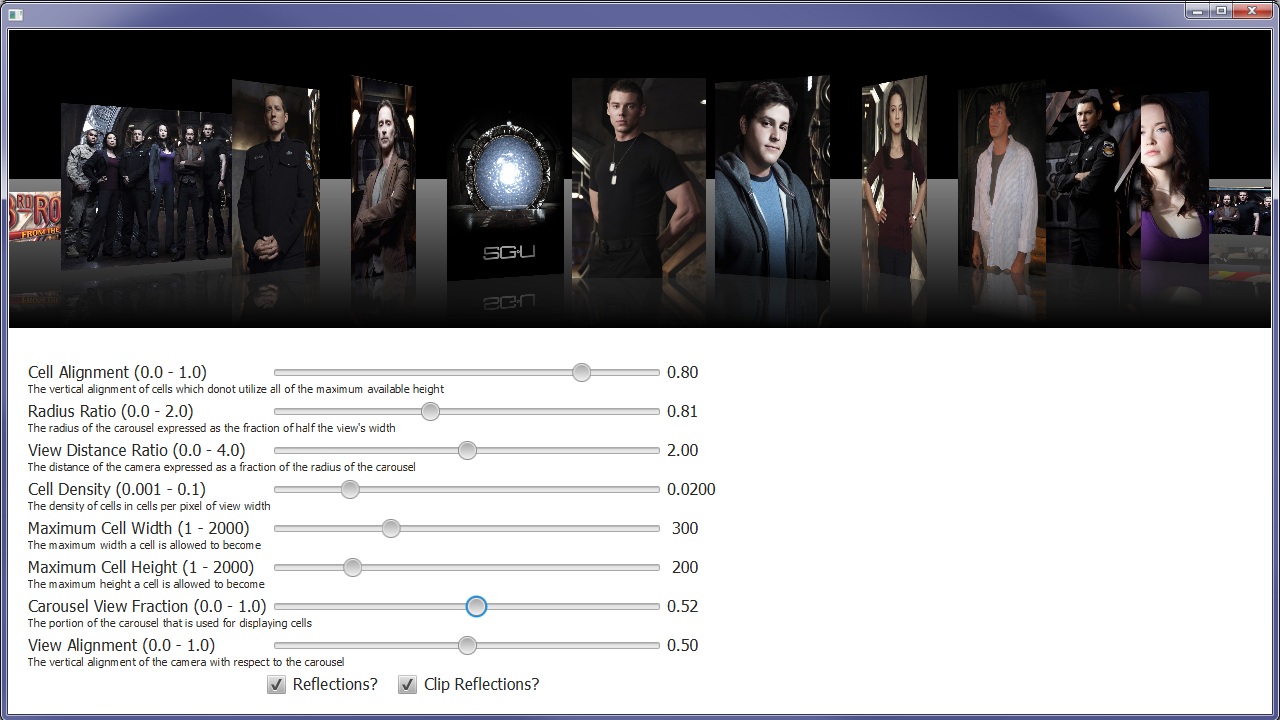 3RD RO
FROM THE
SG·U
Cell Alignment (0.0 - 1.0) 0.80
The vertical alignment of cells which donot utilize all of the maximum available height
Radius Ratio (0.0 - 2.0) 0.81
The radius of the carousel expressed as the fraction of half the view's width
View Distance Ratio (0.0 - 4.0) 2.00
The distance of the camera expressed as a fraction of the radius of the carousel
Cell Density (0.001 - 0.1) 0.0200
The density of cells in cells per pixel of view width
Maximum Cell Width (1 - 2000) 300
The maximum width a cell is allowed to become
Maximum Cell Height (1 - 2000) 200
The maximum height a cell is allowed to become
Carousel View Fraction (0.0 - 1.0) 0.52
The portion of the carousel that is used for displaying cells
View Alignment (0.0 - 1.0) 0.50
The vertical alignment of the camera with respect to the carousel
Reflections? Clip Reflections?